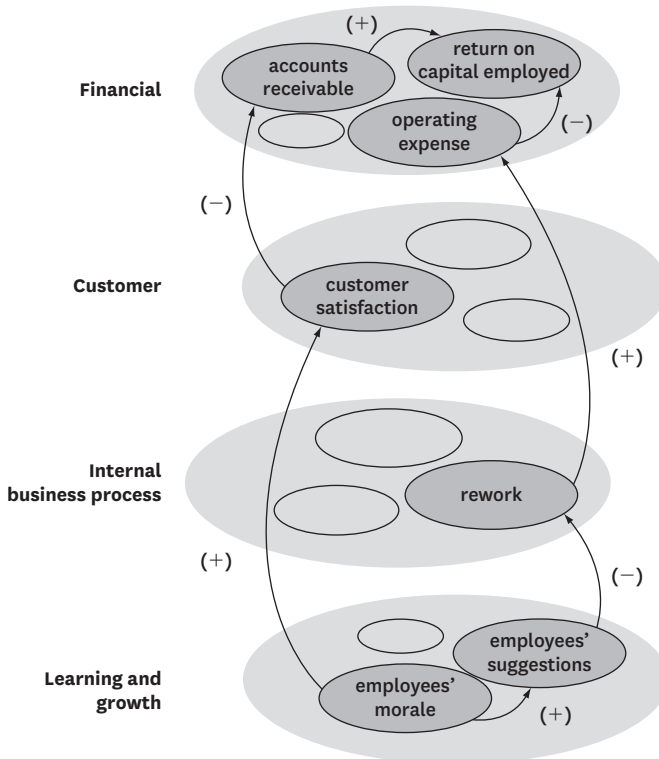 (+)
Financial
accounts
receivable
return on
capital employed
operating
expense
(−)
(−)
Customer
customer
satisfaction
(+)
Internal
business process
rework
(+)
(−)
Learning and
growth
employees’
suggestions
employees’
morale
(+)